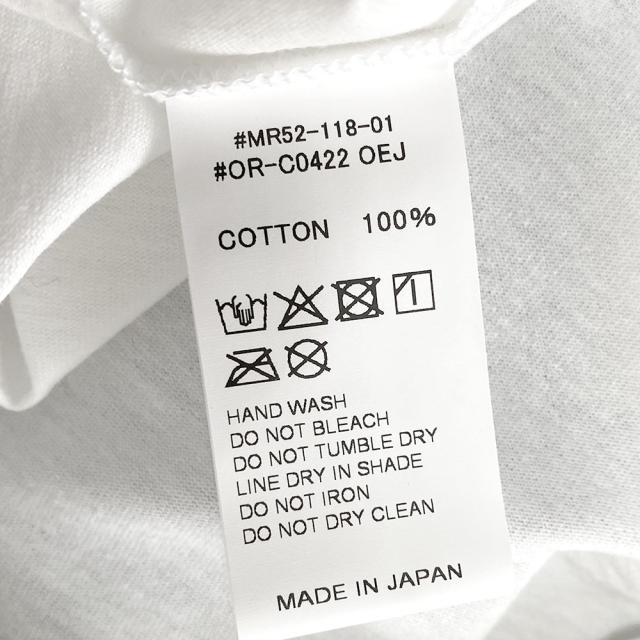 #MR52-118-01
#OR-C0422 OEJ
COTTON 100%
HAND WASH
DO NOT BLEACH
DO NOT TUMBLE DRY
LINE DRY IN SHADE
DO NOT IRON
DO NOT DRY CLEAN
MADE IN JAPAN